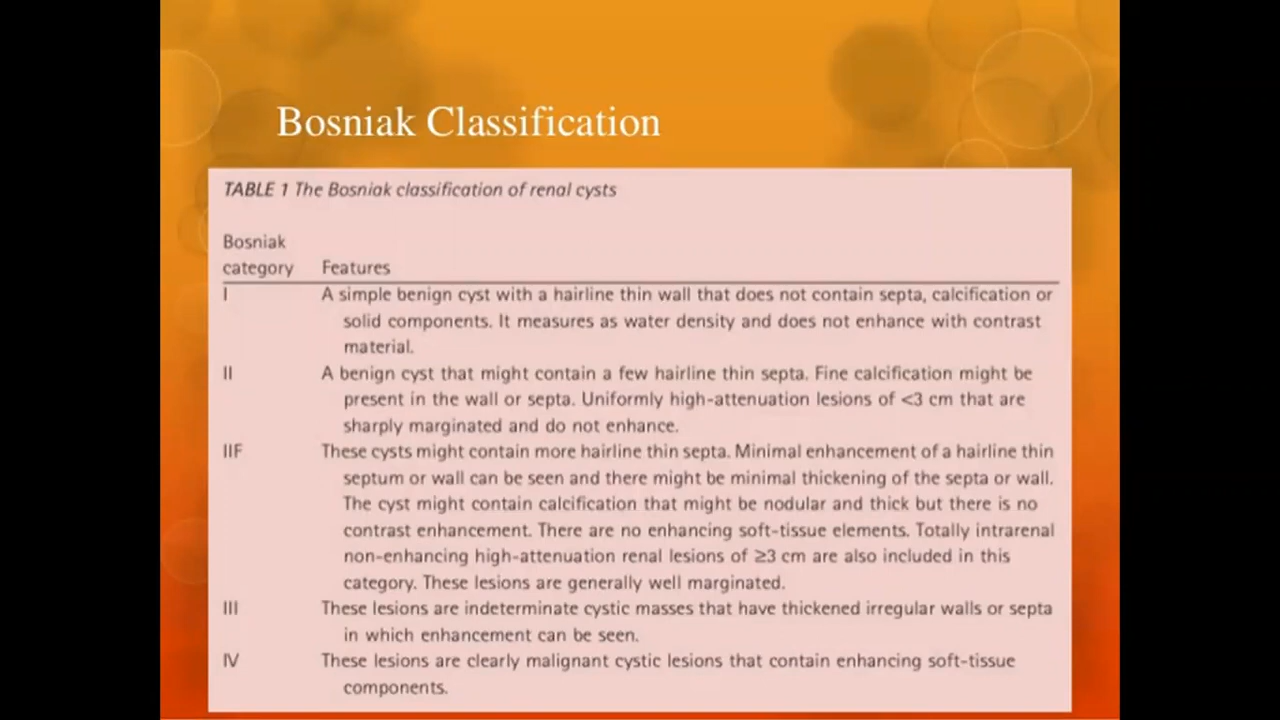 Bosniak Classification
TABLE 1 The Bosniak classification of renal cysts
Bosniak
category Features
I A simple benign cyst with a hairline thin wall that does not contain septa, calcification or
solid components. It measures as water density and does not enhance with contrast
material.
II A benign cyst that might contain a few hairline thin septa. Fine calcification might be
present in the wall or septa. Uniformly high-attenuation lesions of <3 cm that are
sharply marginated and do not enhance.
IIF These cysts might contain more hairline thin septa. Minimal enhancement of a hairline thin
septum or wall can be seen and there might be minimal thickening of the septa or wall.
The cyst might contain calcification that might be nodular and thick but there is no
contrast enhancement. There are no enhancing soft-tissue elements. Totally intrarenal
non-enhancing high-attenuation renal lesions of ≥3 cm are also included in this
category. These lesions are generally well marginated.
III These lesions are indeterminate cystic masses that have thickened irregular walls or septa
in which enhancement can be seen.
IV These lesions are clearly malignant cystic lesions that contain enhancing soft-tissue
components.